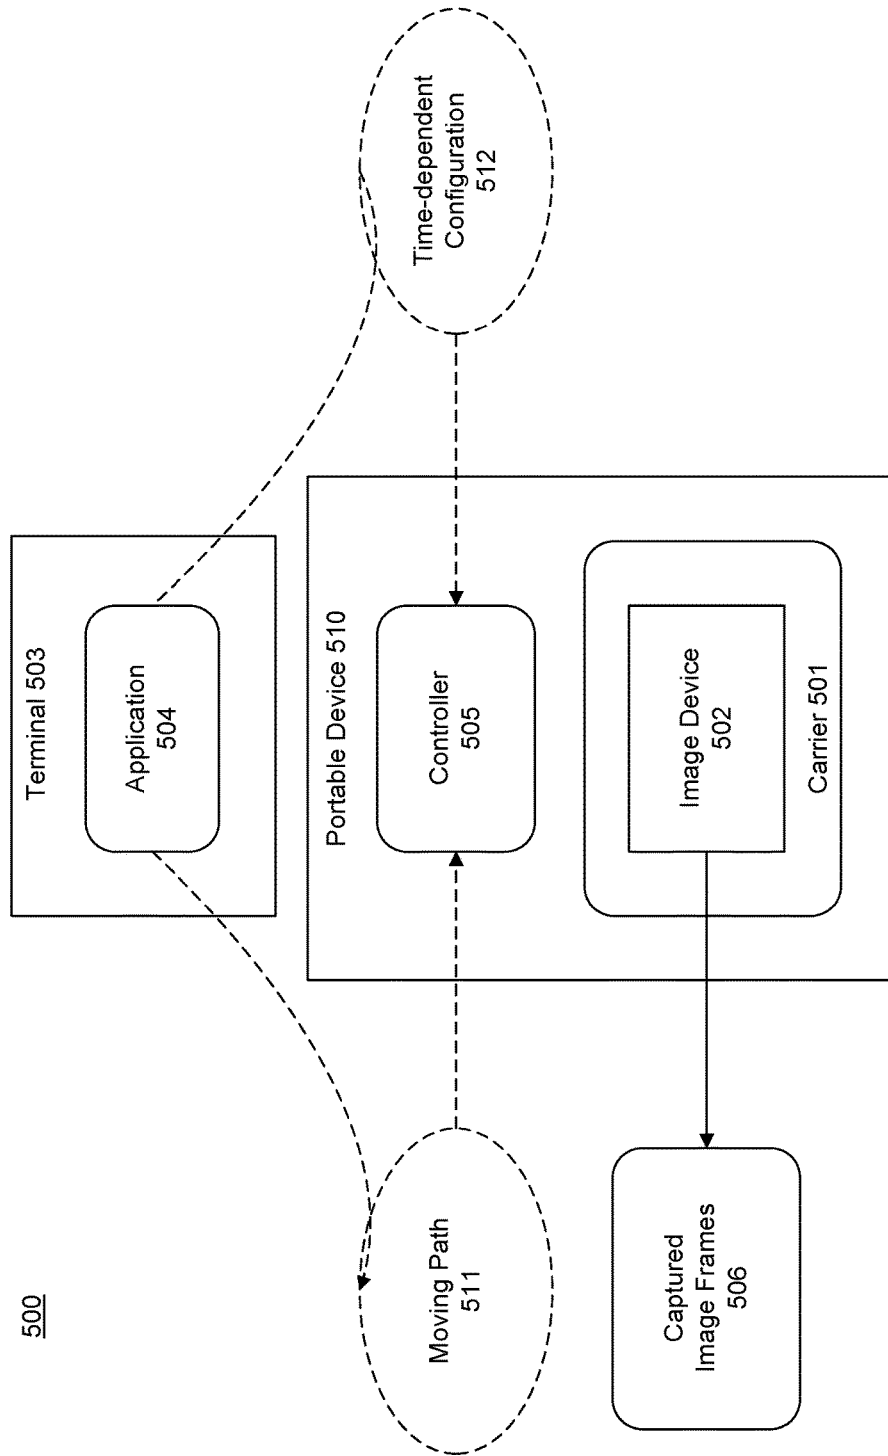 500
Terminal 503
Application
504
Moving Path
511
Portable Device 510
Controller
505
Time-dependent
Configuration
512
Captured
Image Frames
506
Image Device
502
Carrier 501